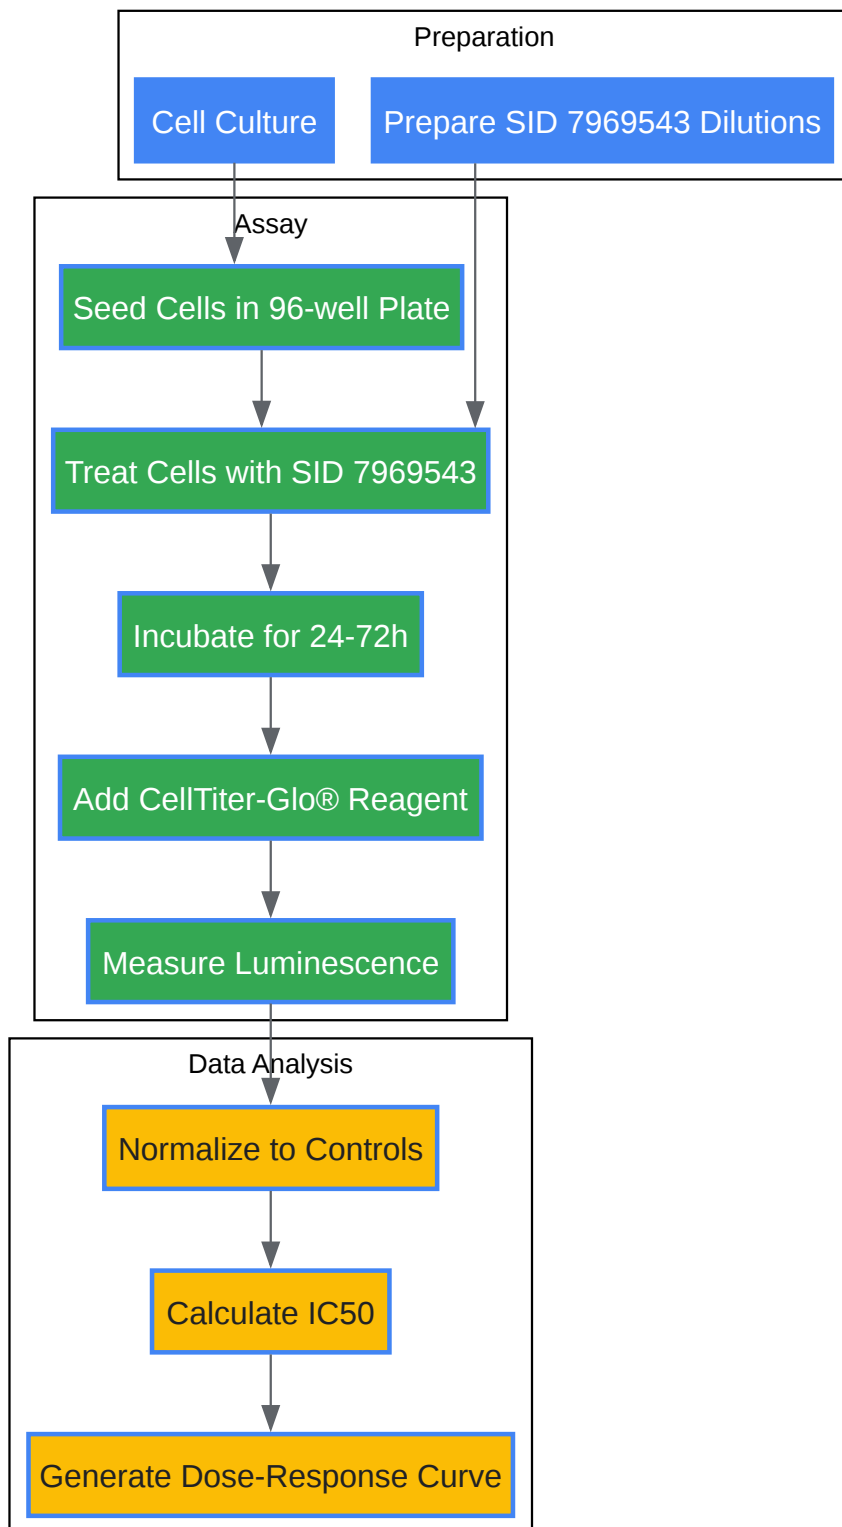 Preparation
Cell Culture
Prepare SID 7969543 Dilutions
Assay
Seed Cells in 96-well Plate
Treat Cells with SID 7969543
Incubate for 24-72h
Add CellTiter-Glo® Reagent
Measure Luminescence
Data Analysis
Normalize to Controls
Calculate IC50
Generate Dose-Response Curve